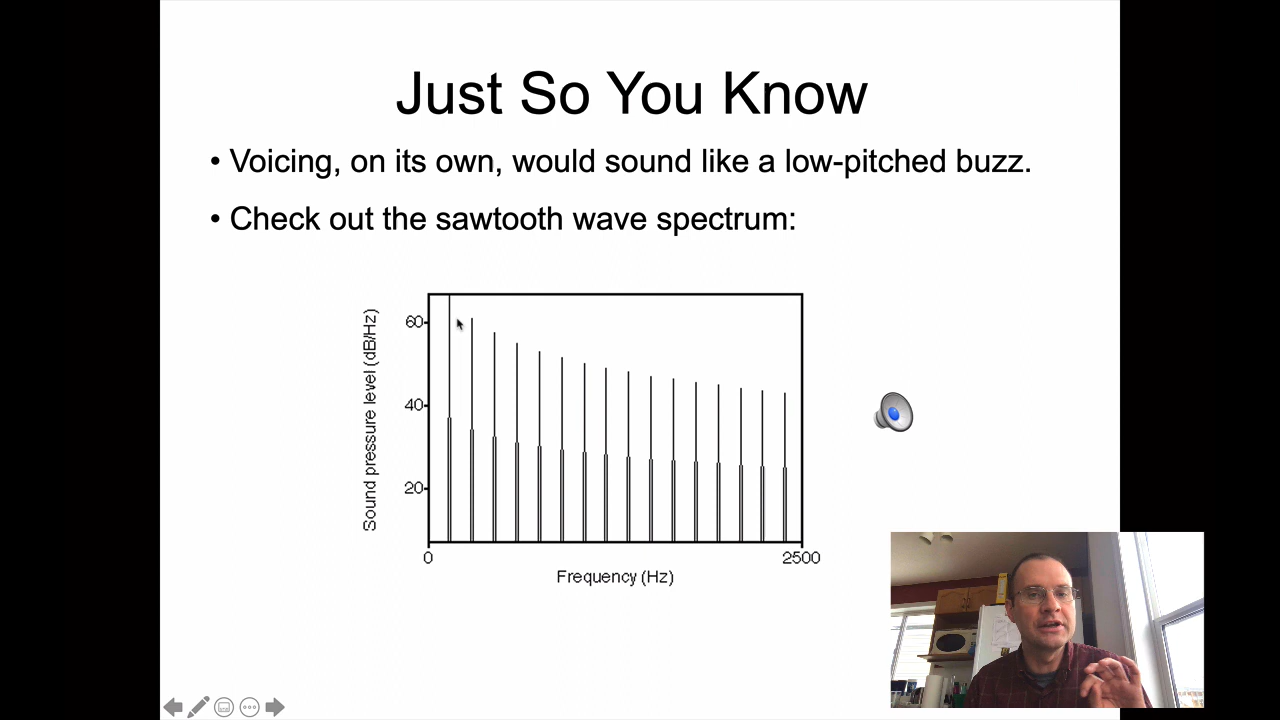 Just So You Know
• Voicing, on its own, would sound like a low-pitched buzz.
• Check out the sawtooth wave spectrum:
Sound pressure level (dB/Hz)
60
40
20
0
2500
Frequency (Hz)